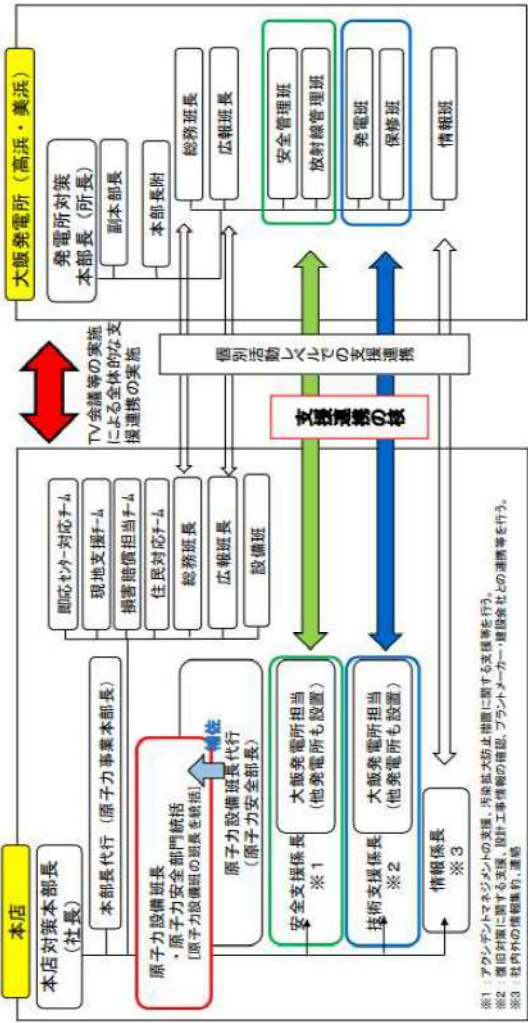 本店
本店対策本部長
(社長)
本部長代行（原子力事業本部長）
即応センター対応チーム
現地支援チーム
損害賠償担当チーム
住民対応チーム
総務班長
広報班長
設備班
原子力設備班長
・原子力安全部門統括
[原子力設備班の班長を統括]
補佐
原子力設備班長代行
(原子力安全部長)
安全支援係長
※1
大飯発電所担当
(他発電所も設置)
技術支援係長
※2
大飯発電所担当
(他発電所も設置)
情報係長
※3
※1：アクシデントマネジメントの支援、汚染拡大防止措置に関する支援等を行う。
※2：復旧対策に関する支援、設計工事情報の確認、プラントメーカー・建設会社との連携等を行う。
※3：社内外の情報集約、連絡
TV会議等の実施
による全体的な支
援連携の実施
個別活動レベルでの支援連携
支援連携の核
大飯発電所（高浜・美浜）
発電所対策
本部長（所長）
副本部長
本部長附
総務班長
広報班長
安全管理班
放射線管理班
発電班
保修班
情報班